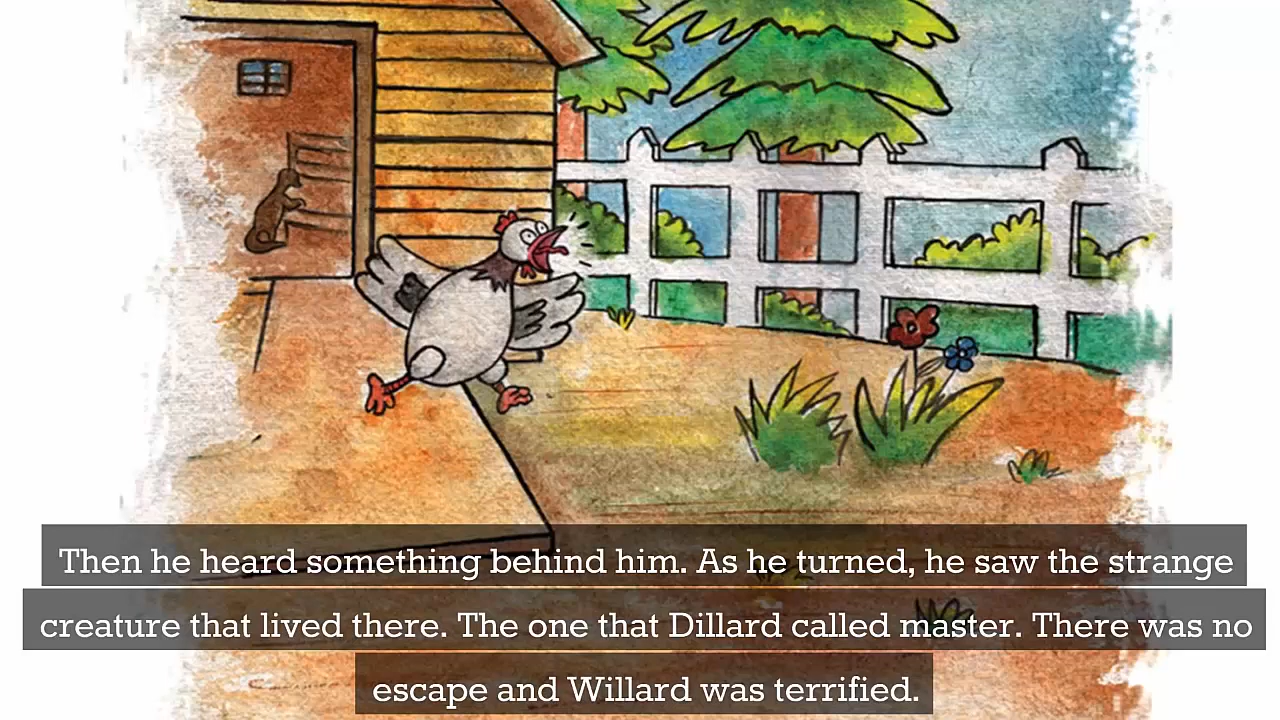 Then he heard something behind him. As he turned, he saw the strange
creature that lived there. The one that Dillard called master. There was no
escape and Willard was terrified.